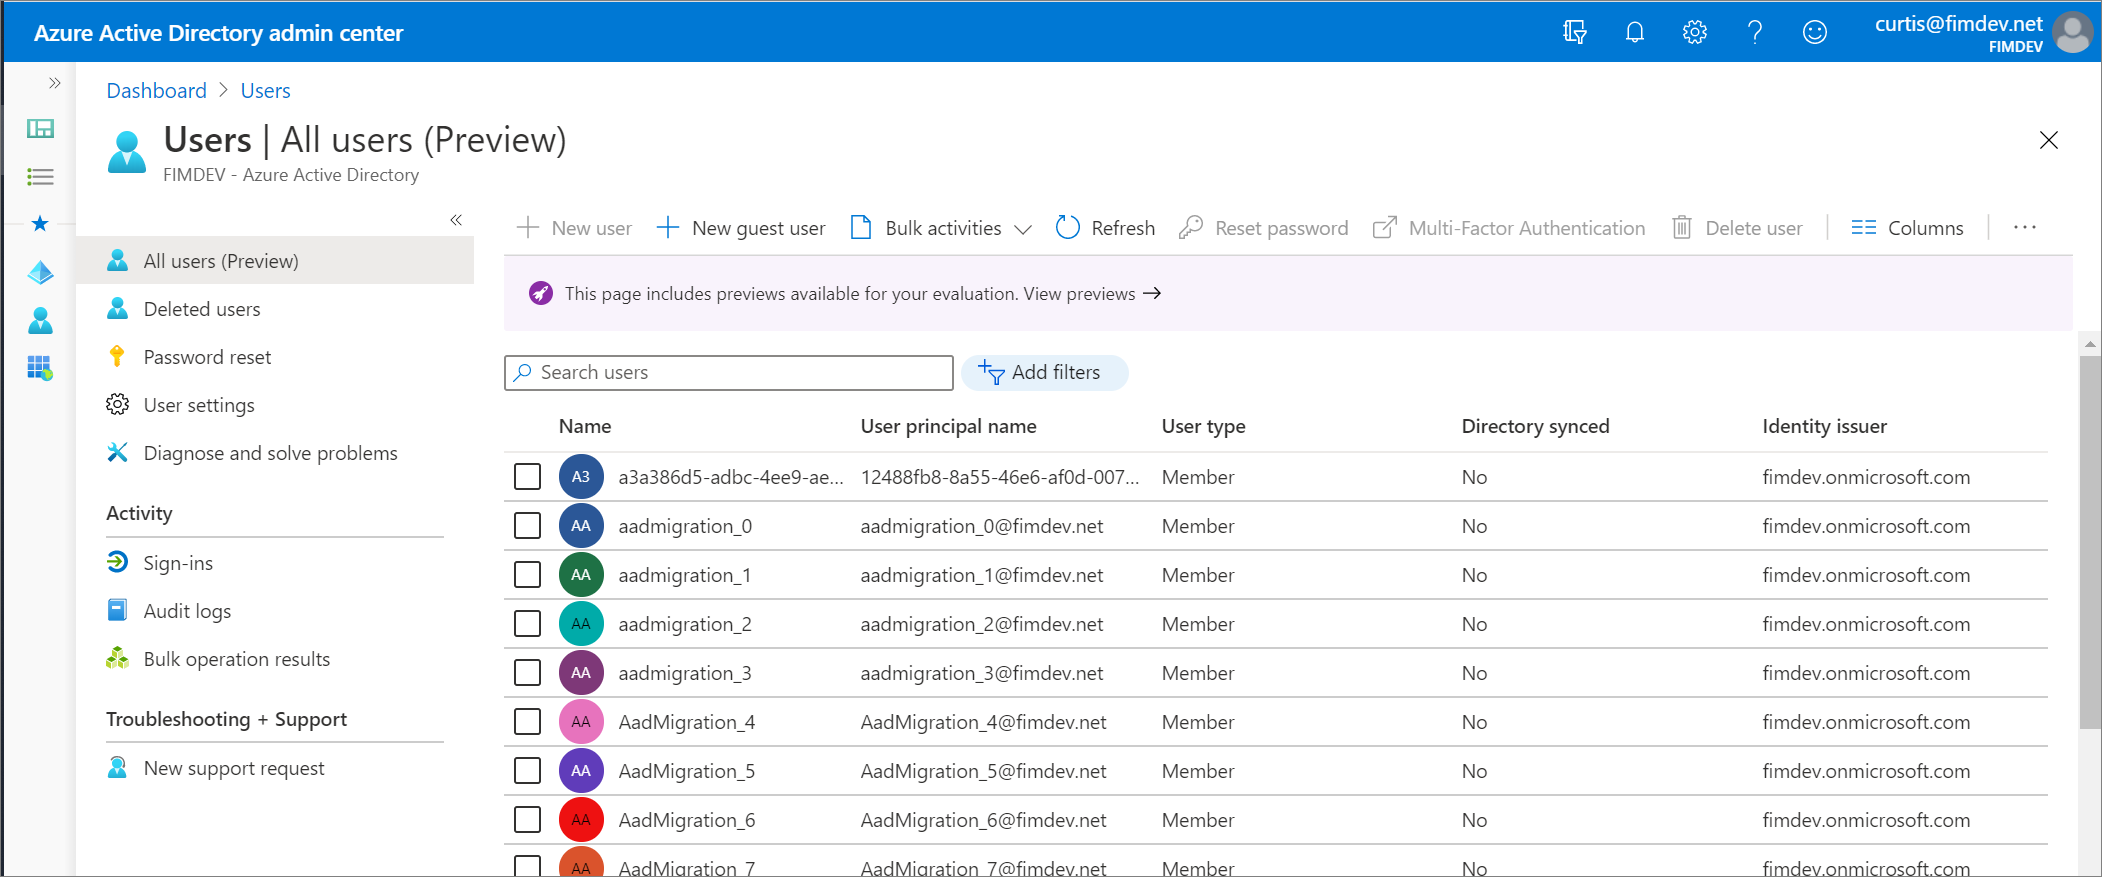 Azure Active Directory admin center
curtis@fimdev.net
FIMDEV
Dashboard > Users
Users | All users (Preview)
FIMDEV - Azure Active Directory
All users (Preview)
Deleted users
Password reset
User settings
Diagnose and solve problems
Activity
Sign-ins
Audit logs
Bulk operation results
Troubleshooting + Support
New support request
New user New guest user Bulk activities Refresh Reset password Multi-Factor Authentication Delete user Columns ...
This page includes previews available for your evaluation. View previews →
Search users Add filters
Name User principal name User type Directory synced Identity issuer
A3 a3a386d5-adbc-4ee9-ae... 12488fb8-8a55-46e6-af0d-007... Member No fimdev.onmicrosoft.com
AA aadmigration_0 aadmigration_0@fimdev.net Member No fimdev.onmicrosoft.com
AA aadmigration_1 aadmigration_1@fimdev.net Member No fimdev.onmicrosoft.com
AA aadmigration_2 aadmigration_2@fimdev.net Member No fimdev.onmicrosoft.com
AA aadmigration_3 aadmigration_3@fimdev.net Member No fimdev.onmicrosoft.com
AA AadMigration_4 AadMigration_4@fimdev.net Member No fimdev.onmicrosoft.com
AA AadMigration_5 AadMigration_5@fimdev.net Member No fimdev.onmicrosoft.com
AA AadMigration_6 AadMigration_6@fimdev.net Member No fimdev.onmicrosoft.com
AA AadMigration_7 AadMigration_7@fimdev.net Member No fimdev.onmicrosoft.com